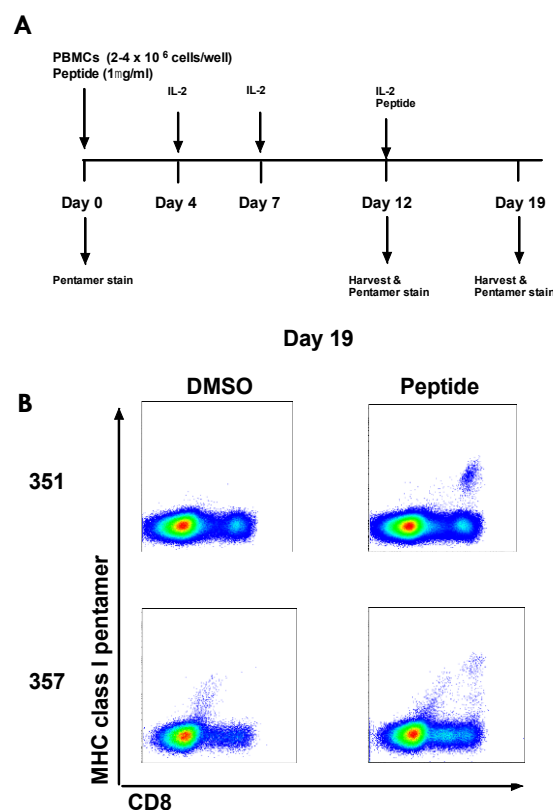 A
PBMCs (2-4 x 10 6 cells/well)
Peptide (1mg/ml)
IL-2
IL-2
IL-2
Peptide
Day 0
Day 4
Day 7
Day 12
Day 19
Pentamer stain
Harvest &
Pentamer stain
Harvest &
Pentamer stain
Day 19
B
DMSO
Peptide
351
357
MHC class I pentamer
CD8